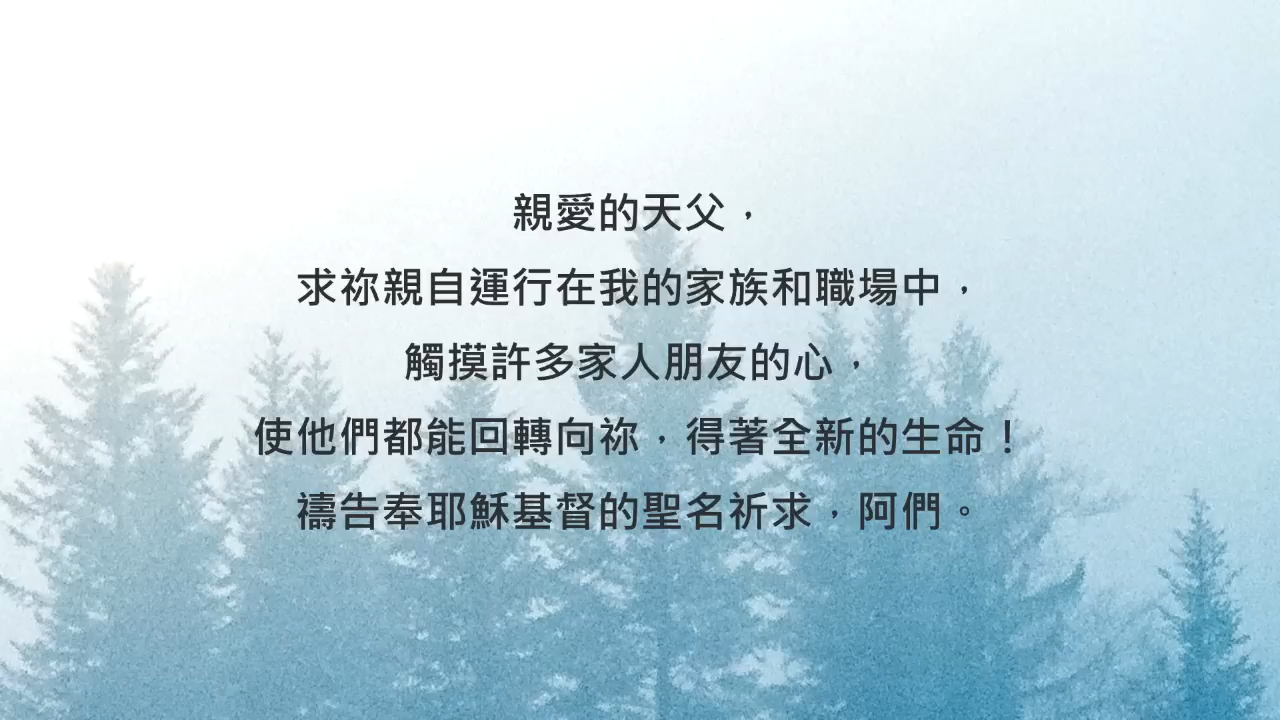 親愛的天父，
求祢親自運行在我的家族和職場中，
觸摸許多家人朋友的心，
使他們都能回轉向祢，得著全新的生命！
禱告奉耶穌基督的聖名祈求，阿們。